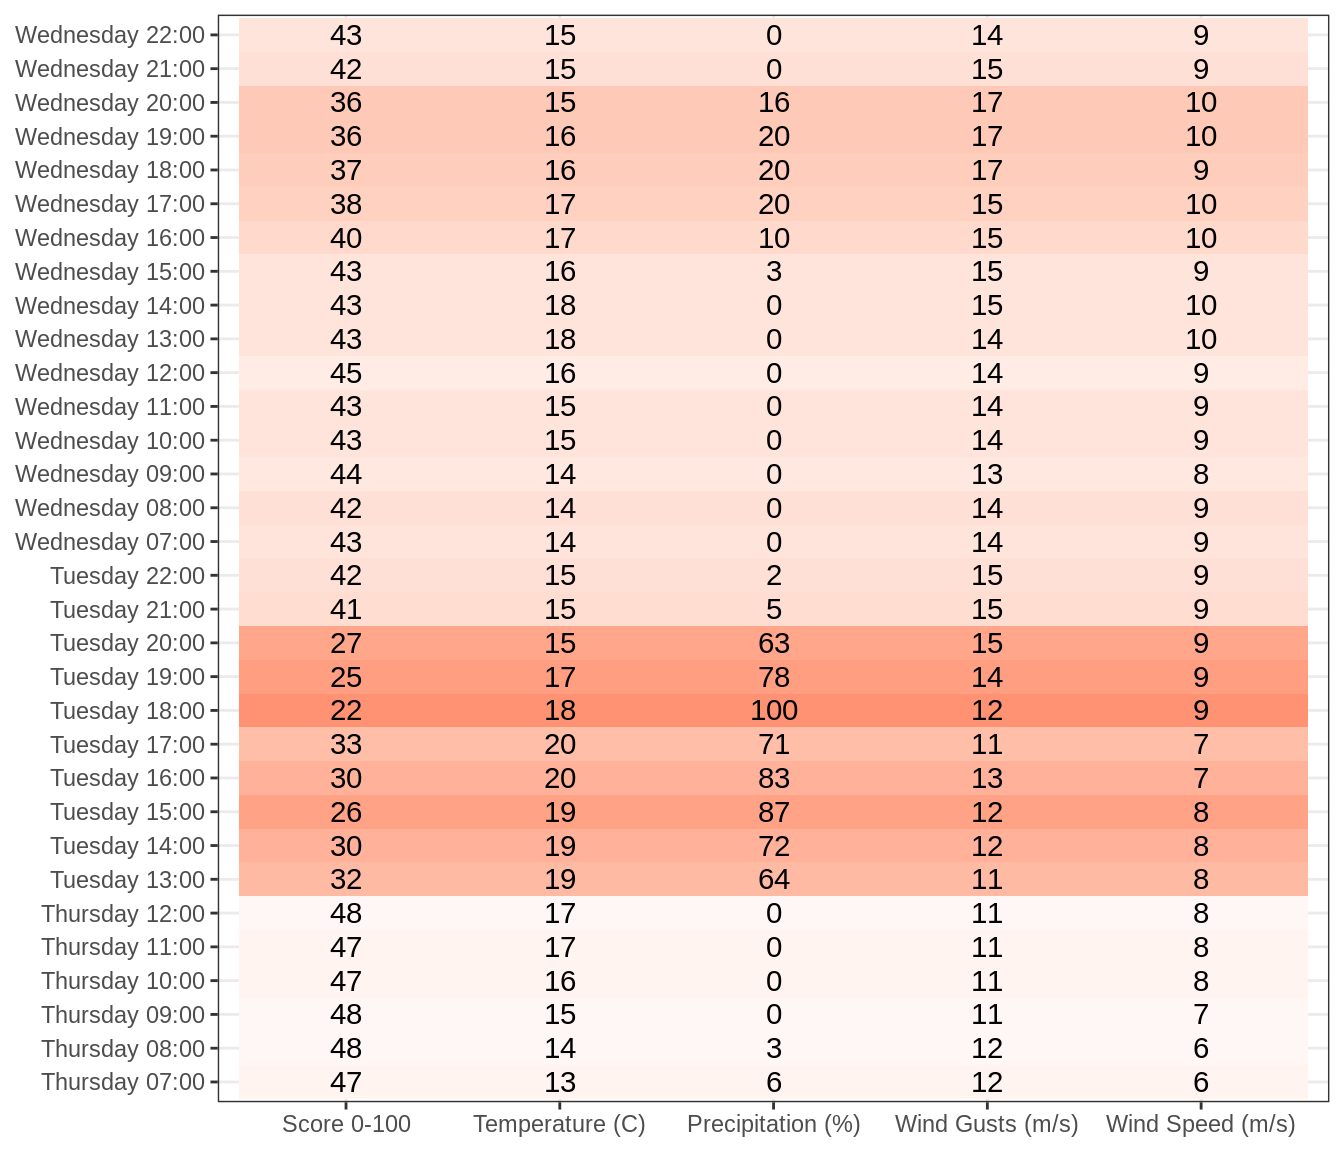 Wednesday 22:00 43 15 0 14 9
Wednesday 21:00 42 15 0 15 9
Wednesday 20:00 36 15 16 17 10
Wednesday 19:00 36 16 20 17 10
Wednesday 18:00 37 16 20 17 9
Wednesday 17:00 38 17 20 15 10
Wednesday 16:00 40 17 10 15 10
Wednesday 15:00 43 16 3 15 9
Wednesday 14:00 43 18 0 15 10
Wednesday 13:00 43 18 0 14 10
Wednesday 12:00 45 16 0 14 9
Wednesday 11:00 43 15 0 14 9
Wednesday 10:00 43 15 0 14 9
Wednesday 09:00 44 14 0 13 8
Wednesday 08:00 42 14 0 14 9
Wednesday 07:00 43 14 0 14 9
Tuesday 22:00 42 15 2 15 9
Tuesday 21:00 41 15 5 15 9
Tuesday 20:00 27 15 63 15 9
Tuesday 19:00 25 17 78 14 9
Tuesday 18:00 22 18 100 12 9
Tuesday 17:00 33 20 71 11 7
Tuesday 16:00 30 20 83 13 7
Tuesday 15:00 26 19 87 12 8
Tuesday 14:00 30 19 72 12 8
Tuesday 13:00 32 19 64 11 8
Thursday 12:00 48 17 0 11 8
Thursday 11:00 47 17 0 11 8
Thursday 10:00 47 16 0 11 8
Thursday 09:00 48 15 0 11 7
Thursday 08:00 48 14 3 12 6
Thursday 07:00 47 13 6 12 6
Score 0-100 Temperature (C) Precipitation (%) Wind Gusts (m/s) Wind Speed (m/s)